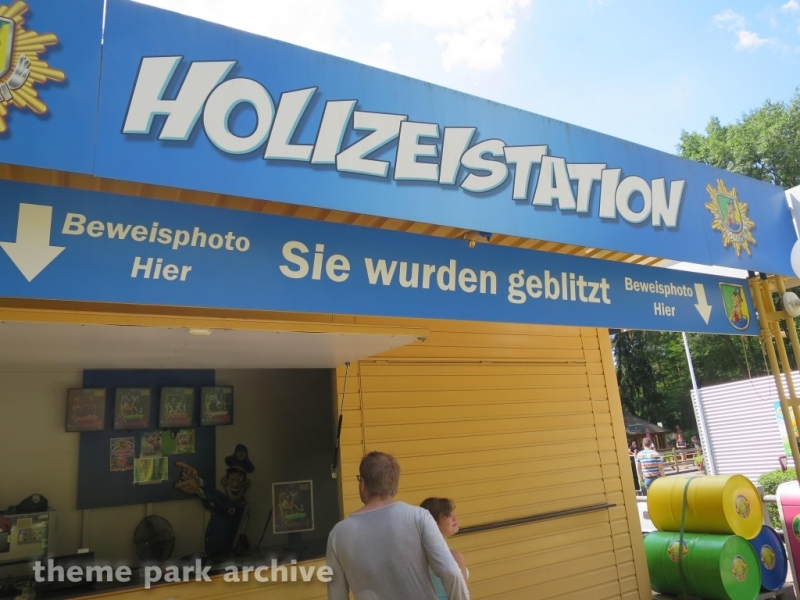 HOLIZEISTATION
Beweisphoto
Hier
Sie wurden geblitzt
Beweisphoto
Hier
theme park archive